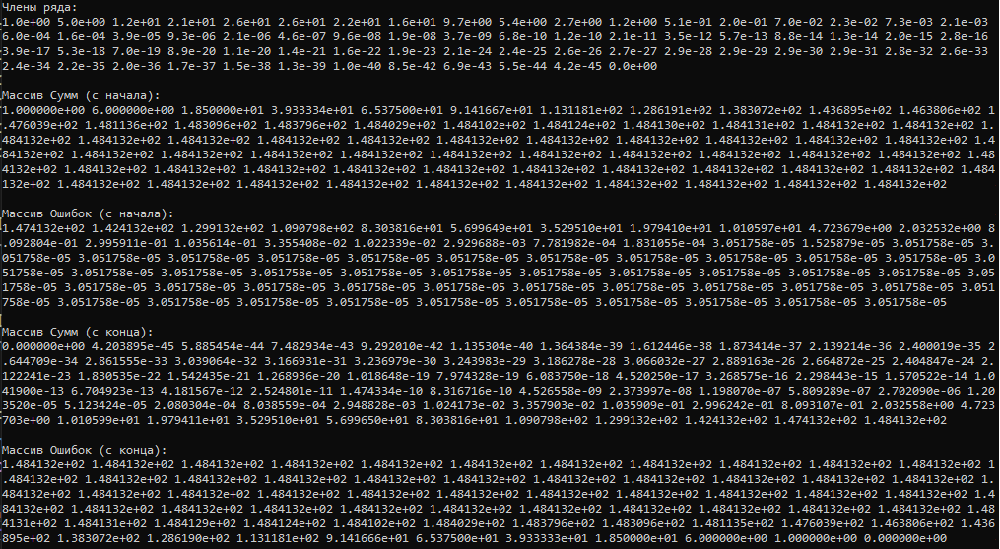 Члены ряда:
1.0e+00 5.0e+00 1.2e+01 2.1e+01 2.6e+01 2.6e+01 2.2e+01 1.6e+01 9.7e+00 5.4e+00 2.7e+00 1.2e+00 5.1e-01 2.0e-01 7.0e-02 2.3e-02 7.3e-03 2.1e-03
6.0e-04 1.6e-04 3.9e-05 9.3e-06 2.1e-06 4.6e-07 9.6e-08 1.9e-08 3.7e-09 6.8e-10 1.2e-10 2.1e-11 3.5e-12 5.7e-13 8.8e-14 1.3e-14 2.0e-15 2.8e-16
3.9e-17 5.3e-18 7.0e-19 8.9e-20 1.1e-20 1.4e-21 1.6e-22 1.9e-23 2.1e-24 2.4e-25 2.6e-26 2.7e-27 2.9e-28 2.9e-29 2.9e-30 2.9e-31 2.8e-32 2.6e-33
2.4e-34 2.2e-35 2.0e-36 1.7e-37 1.5e-38 1.3e-39 1.0e-40 8.5e-42 6.9e-43 5.5e-44 4.2e-45 0.0e+00
Массив Сумм (с начала):
1.000000e+00 6.000000e+00 1.850000e+01 3.933334e+01 6.537500e+01 9.141667e+01 1.131181e+02 1.286191e+02 1.383072e+02 1.436895e+02 1.463806e+02 1
.476039e+02 1.481136e+02 1.483096e+02 1.483796e+02 1.484029e+02 1.484102e+02 1.484124e+02 1.484130e+02 1.484131e+02 1.484132e+02 1.484132e+02 1.
484132e+02 1.484132e+02 1.484132e+02 1.484132e+02 1.484132e+02 1.484132e+02 1.484132e+02 1.484132e+02 1.484132e+02 1.484132e+02 1.484132e+02 1.4
84132e+02 1.484132e+02 1.484132e+02 1.484132e+02 1.484132e+02 1.484132e+02 1.484132e+02 1.484132e+02 1.484132e+02 1.484132e+02 1.484132e+02 1.48
4132e+02 1.484132e+02 1.484132e+02 1.484132e+02 1.484132e+02 1.484132e+02 1.484132e+02 1.484132e+02 1.484132e+02 1.484132e+02 1.484132e+02 1.484
132e+02 1.484132e+02 1.484132e+02 1.484132e+02 1.484132e+02 1.484132e+02 1.484132e+02 1.484132e+02 1.484132e+02 1.484132e+02 1.484132e+02
Массив Ошибок (с начала):
1.474132e+02 1.424132e+02 1.299132e+02 1.090798e+02 8.303816e+01 5.699649e+01 3.529510e+01 1.979410e+01 1.010597e+01 4.723679e+00 2.032532e+00 8
.092804e-01 2.995911e-01 1.035614e-01 3.355408e-02 1.022339e-02 2.929688e-03 7.781982e-04 1.831055e-04 3.051758e-05 1.525879e-05 3.051758e-05 3.
051758e-05 3.051758e-05 3.051758e-05 3.051758e-05 3.051758e-05 3.051758e-05 3.051758e-05 3.051758e-05 3.051758e-05 3.051758e-05 3.051758e-05 3.0
51758e-05 3.051758e-05 3.051758e-05 3.051758e-05 3.051758e-05 3.051758e-05 3.051758e-05 3.051758e-05 3.051758e-05 3.051758e-05 3.051758e-05 3.05
1758e-05 3.051758e-05 3.051758e-05 3.051758e-05 3.051758e-05 3.051758e-05 3.051758e-05 3.051758e-05 3.051758e-05 3.051758e-05 3.051758e-05 3.051
758e-05 3.051758e-05 3.051758e-05 3.051758e-05 3.051758e-05 3.051758e-05 3.051758e-05 3.051758e-05 3.051758e-05 3.051758e-05 3.051758e-05
Массив Сумм (с конца):
0.000000e+00 4.203895e-45 5.885454e-44 7.482934e-43 9.292010e-42 1.135304e-40 1.364384e-39 1.612446e-38 1.873414e-37 2.139214e-36 2.400019e-35 2
.644709e-34 2.861555e-33 3.039064e-32 3.166931e-31 3.236979e-30 3.243983e-29 3.186278e-28 3.066032e-27 2.889163e-26 2.664872e-25 2.404847e-24 2.
122241e-23 1.830535e-22 1.542435e-21 1.268936e-20 1.018648e-19 7.974328e-19 6.083750e-18 4.520250e-17 3.268575e-16 2.298443e-15 1.570522e-14 1.0
41900e-13 6.704923e-13 4.181567e-12 2.524801e-11 1.474334e-10 8.316716e-10 4.526558e-09 2.373997e-08 1.198070e-07 5.809289e-07 2.702090e-06 1.20
3520e-05 5.123424e-05 2.080304e-04 8.038559e-04 2.948828e-03 1.024173e-02 3.357903e-02 1.035909e-01 2.996242e-01 8.093107e-01 2.032558e+00 4.723
703e+00 1.010599e+01 1.979411e+01 3.529510e+01 5.699650e+01 8.303816e+01 1.090798e+02 1.299132e+02 1.424132e+02 1.474132e+02 1.484132e+02
Массив Ошибок (с конца):
1.484132e+02 1.484132e+02 1.484132e+02 1.484132e+02 1.484132e+02 1.484132e+02 1.484132e+02 1.484132e+02 1.484132e+02 1.484132e+02 1.484132e+02 1
.484132e+02 1.484132e+02 1.484132e+02 1.484132e+02 1.484132e+02 1.484132e+02 1.484132e+02 1.484132e+02 1.484132e+02 1.484132e+02 1.484132e+02 1.
484132e+02 1.484132e+02 1.484132e+02 1.484132e+02 1.484132e+02 1.484132e+02 1.484132e+02 1.484132e+02 1.484132e+02 1.484132e+02 1.484132e+02 1.4
84132e+02 1.484132e+02 1.484132e+02 1.484132e+02 1.484132e+02 1.484132e+02 1.484132e+02 1.484132e+02 1.484132e+02 1.484132e+02 1.484132e+02 1.48
4131e+02 1.484131e+02 1.484129e+02 1.484124e+02 1.484102e+02 1.484029e+02 1.483796e+02 1.483096e+02 1.481135e+02 1.476039e+02 1.463806e+02 1.436
895e+02 1.383072e+02 1.286190e+02 1.131181e+02 9.141666e+01 6.537500e+01 3.933333e+01 1.850000e+01 6.000000e+00 1.000000e+00 0.000000e+00